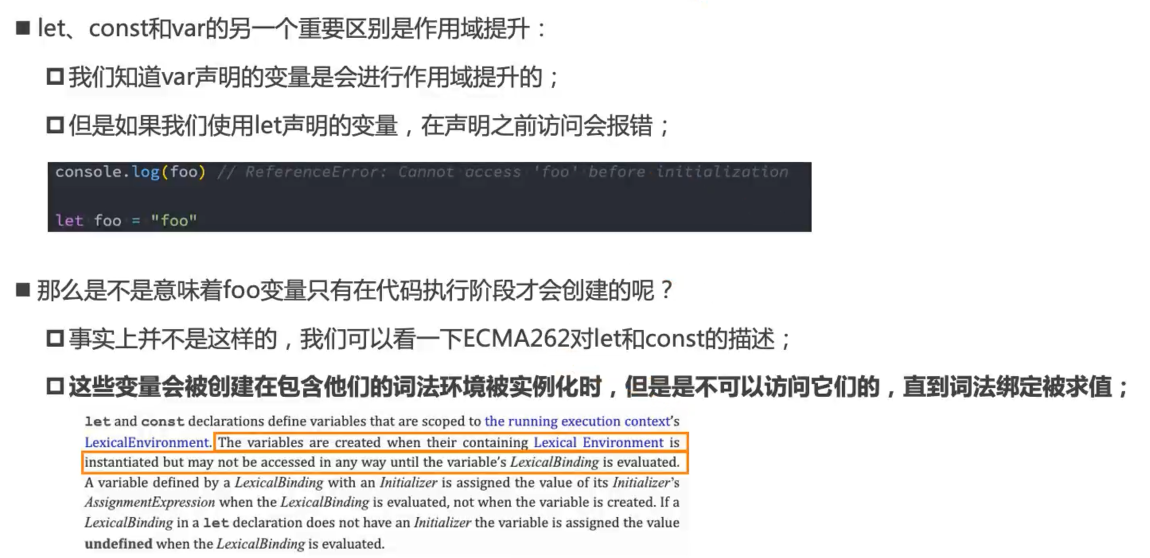 ■ let、const和var的另一个重要区别是作用域提升：
我们知道var声明的变量是会进行作用域提升的；
但是如果我们使用let声明的变量，在声明之前访问会报错；
console.log(foo) // ReferenceError: Cannot access 'foo' before initialization
let foo = "foo"
■ 那么是不是意味着foo变量只有在代码执行阶段才会创建的呢？
事实上并不是这样的，我们可以看一下ECMA262对let和const的描述；
这些变量会被创建在包含他们的词法环境被实例化时，但是是不可以访问它们的，直到词法绑定被求值；
let and const declarations define variables that are scoped to the running execution context's
LexicalEnvironment. The variables are created when their containing Lexical Environment is
instantiated but may not be accessed in any way until the variable's LexicalBinding is evaluated.
A variable defined by a LexicalBinding with an Initializer is assigned the value of its Initializer's
AssignmentExpression when the LexicalBinding is evaluated, not when the variable is created. If a
LexicalBinding in a let declaration does not have an Initializer the variable is assigned the value
undefined when the LexicalBinding is evaluated.